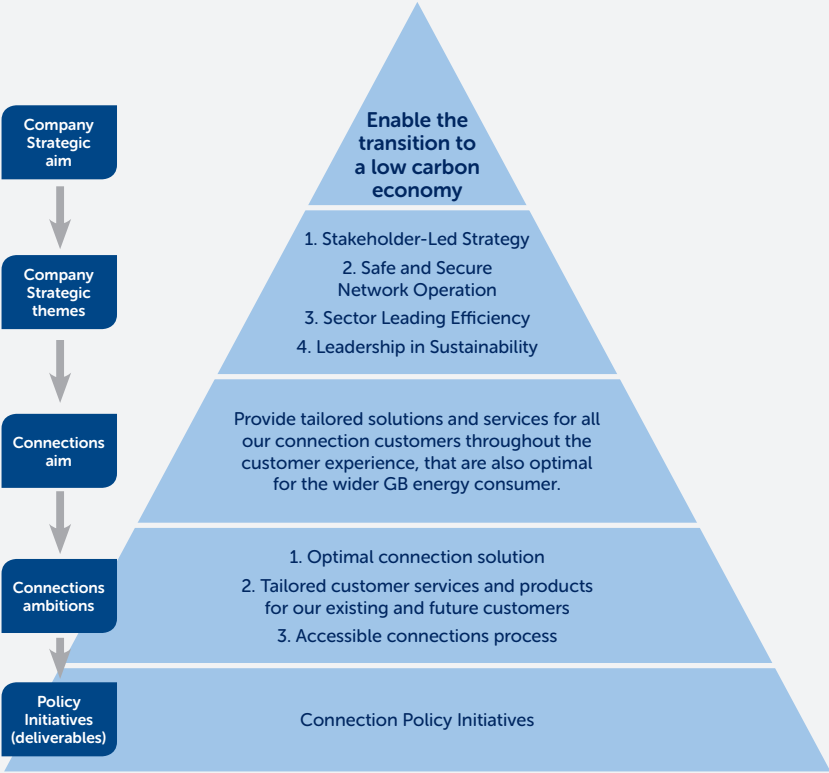 Company
Strategic
aim
Enable the
transition to
a low carbon
economy
Company
Strategic
themes
1. Stakeholder-Led Strategy
2. Safe and Secure
Network Operation
3. Sector Leading Efficiency
4. Leadership in Sustainability
Connections
aim
Provide tailored solutions and services for all
our connection customers throughout the
customer experience, that are also optimal
for the wider GB energy consumer.
Connections
ambitions
1. Optimal connection solution
2. Tailored customer services and products
for our existing and future customers
3. Accessible connections process
Policy
Initiatives
(deliverables)
Connection Policy Initiatives